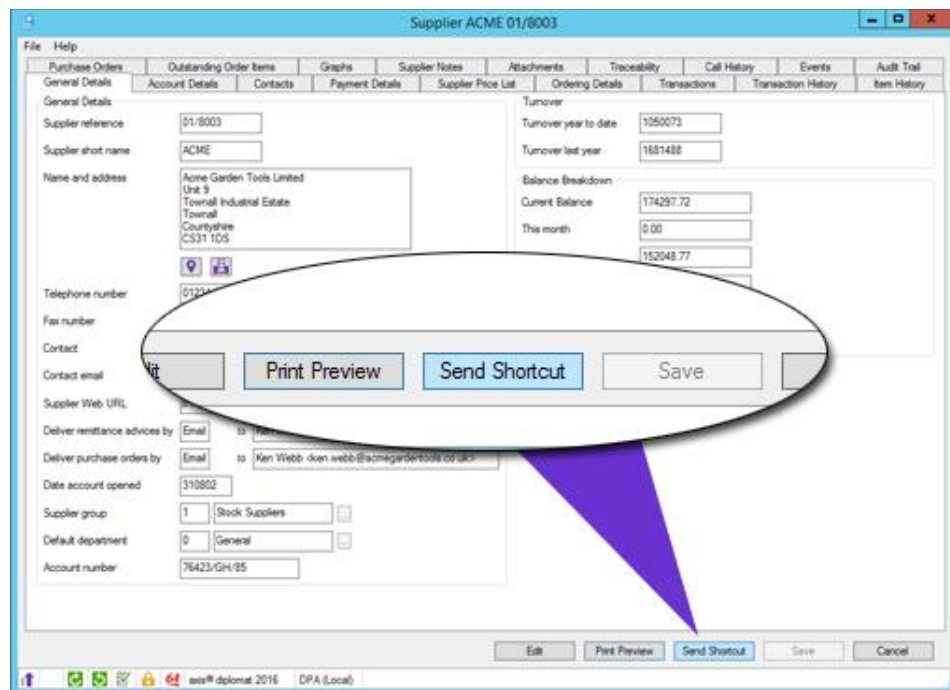 Supplier ACME 01/8003
File Help
Purchase Orders Outstanding Order Items Graphs Supplier Notes Attachments Traceability Call History Events Audit Trail
General Details Account Details Contacts Payment Details Supplier Price List Ordering Details Transactions Transaction History Item History
General Details
Supplier reference 01/8003
Supplier short name ACME
Name and address Acme Garden Tools Limited
Unit 9
Townall Industrial Estate
Townall
Countyshire
CS31 1DS
Telephone number
Fax number
Contact
Contact email
Supplier Web URL
Deliver remittance advices by Email to
Deliver purchase orders by Email to Ken Webb <ken.webb@acmegardentools.co.uk>
Date account opened 310802
Supplier group 1 Stock Suppliers ...
Default department 0 General ...
Account number 76423/GH/85
Turnover
Turnover year to date 1050073
Turnover last year 1681488
Balance Breakdown
Current Balance 174297.72
This month 0.00
152048.77
Print Preview Send Shortcut Save
Edit Print Preview Send Shortcut Save Cancel
axis® diplomat 2016 DPA (Local)